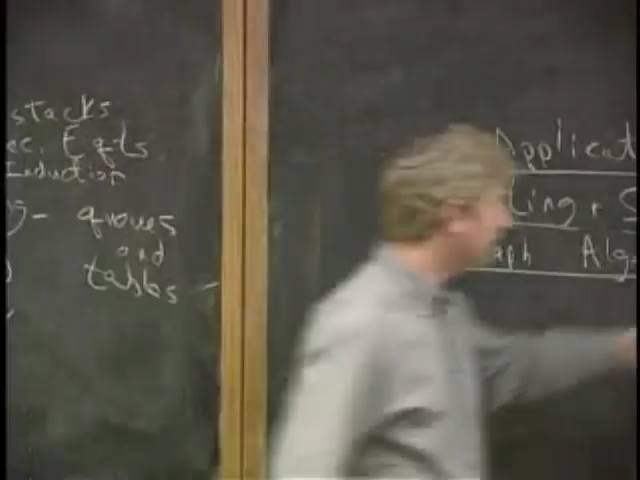 stacks
ec. Eqts
Induction
queues
and
tables
Applicat
ling + S
aph Alg